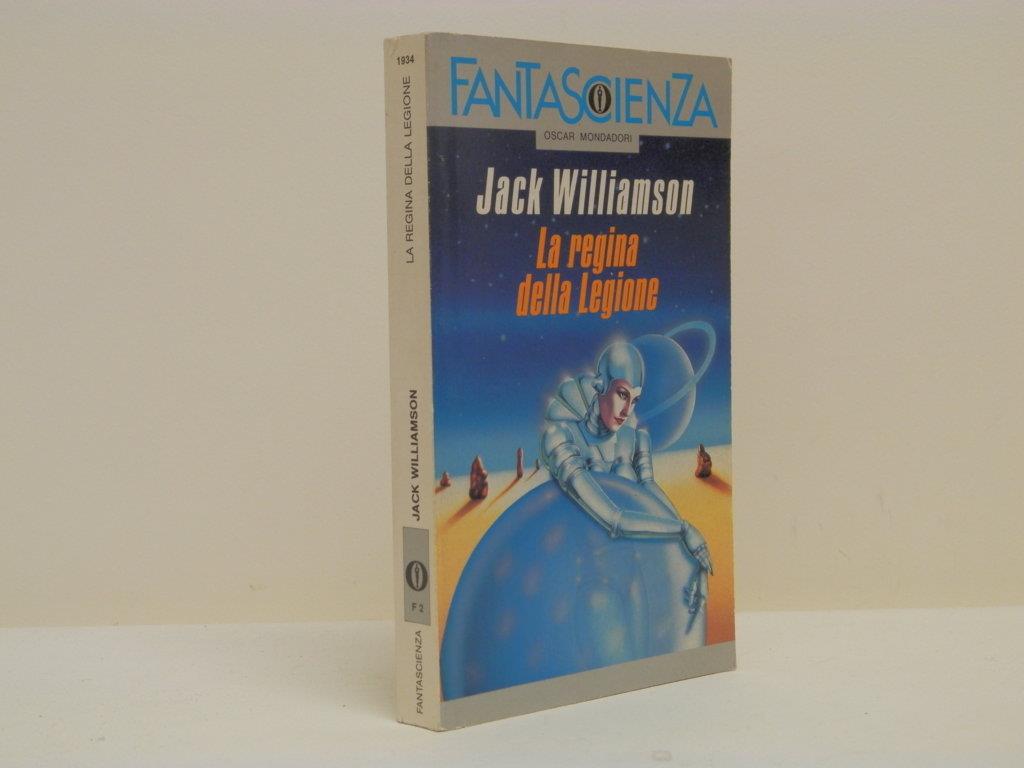 1934
LA REGINA DELLA LEGIONE
JACK WILLIAMSON
F 2
FANTASCIENZA
FANTASCIENZA
OSCAR MONDADORI
Jack Williamson
La regina
della Legione